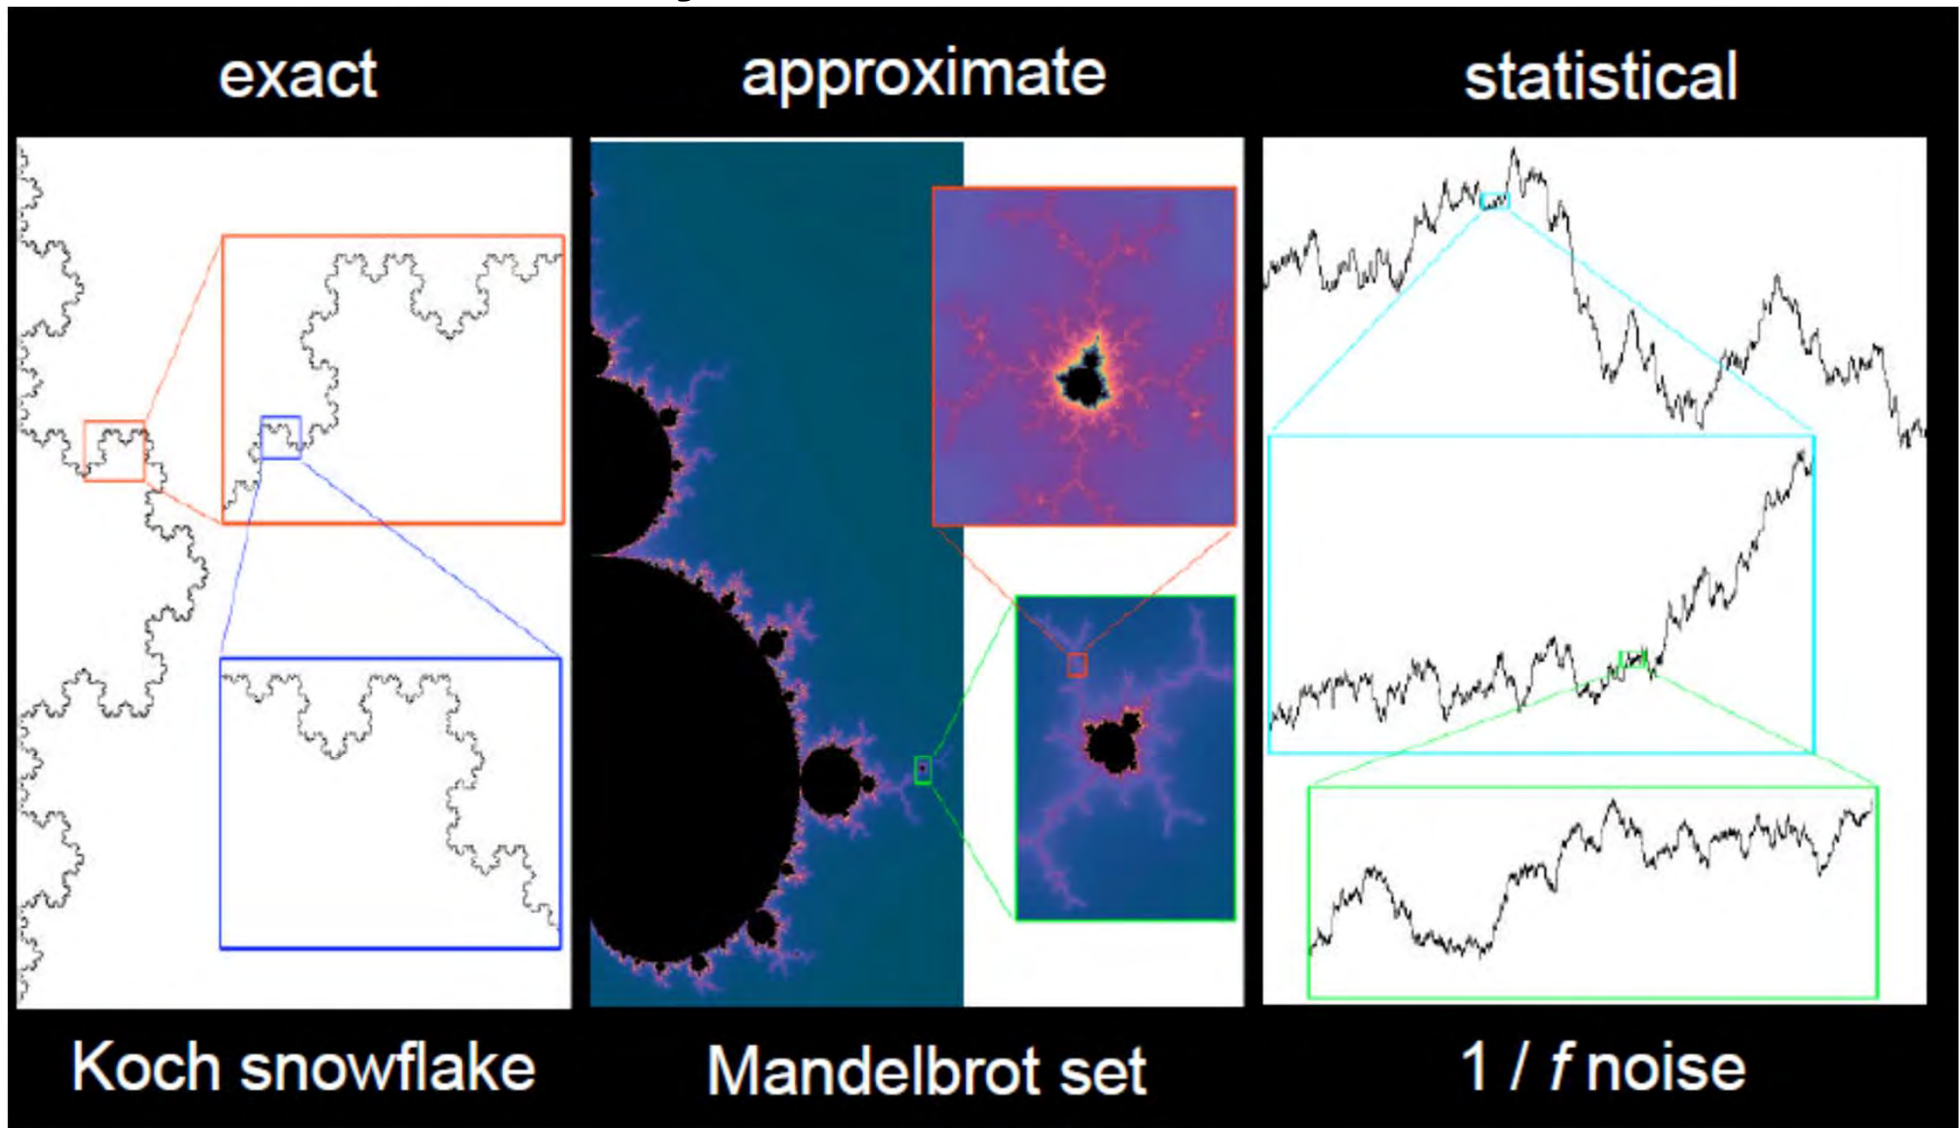 exact
approximate
statistical
Koch snowflake
Mandelbrot set
1 / f noise